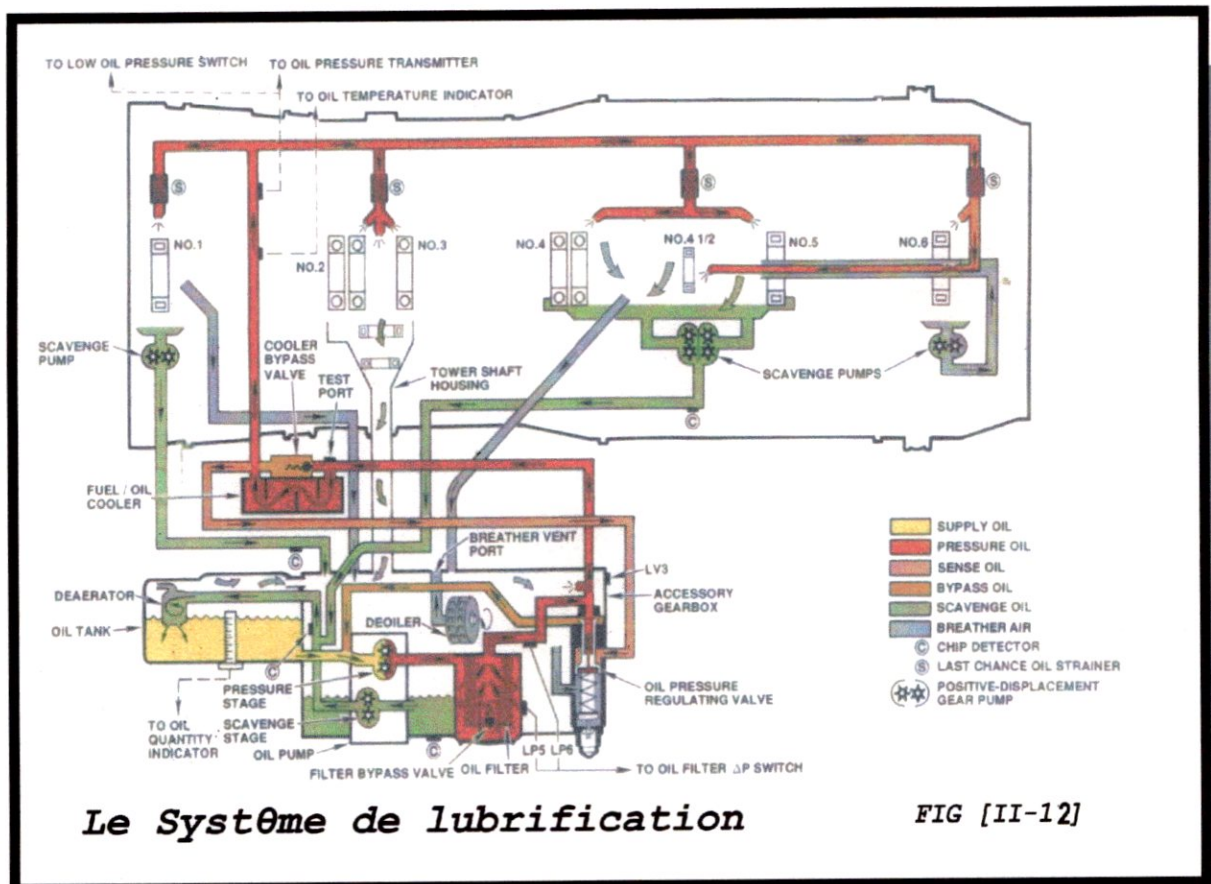 TO LOW OIL PRESSURE SWITCH
TO OIL PRESSURE TRANSMITTER
TO OIL TEMPERATURE INDICATOR
S
S
S
S
NO.1
NO.2
NO.3
NO.4
NO.4 1/2
NO.5
NO.6
SCAVENGE
PUMP
COOLER
BYPASS
VALVE
TEST
PORT
TOWER SHAFT
HOUSING
SCAVENGE PUMPS
C
FUEL / OIL
COOLER
C
BREATHER VENT
PORT
LV3
ACCESSORY
GEARBOX
DEAERATOR
OIL TANK
DEOILER
C
PRESSURE
STAGE
OIL PRESSURE
REGULATING VALVE
TO OIL
QUANTITY
INDICATOR
SCAVENGE
STAGE
OIL PUMP
C
FILTER BYPASS VALVE
OIL FILTER
LP5 LP6
TO OIL FILTER ΔP SWITCH
SUPPLY OIL
PRESSURE OIL
SENSE OIL
BYPASS OIL
SCAVENGE OIL
BREATHER AIR
C CHIP DETECTOR
S LAST CHANCE OIL STRAINER
POSITIVE-DISPLACEMENT
GEAR PUMP
Le Systθme de lubrification
FIG [II-12]